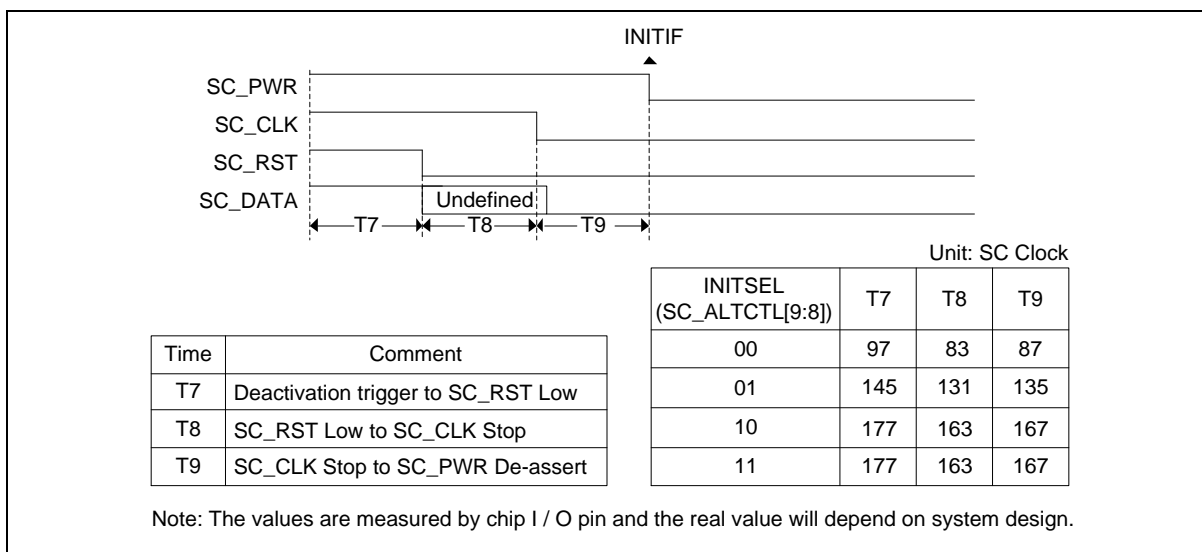 INITIF
SC_PWR
SC_CLK
SC_RST
SC_DATA Undefined
T7 T8 T9
Unit: SC Clock
INITSEL
(SC_ALTCTL[9:8]) T7 T8 T9
00 97 83 87
01 145 131 135
10 177 163 167
11 177 163 167
Time Comment
T7 Deactivation trigger to SC_RST Low
T8 SC_RST Low to SC_CLK Stop
T9 SC_CLK Stop to SC_PWR De-assert
Note: The values are measured by chip I / O pin and the real value will depend on system design.